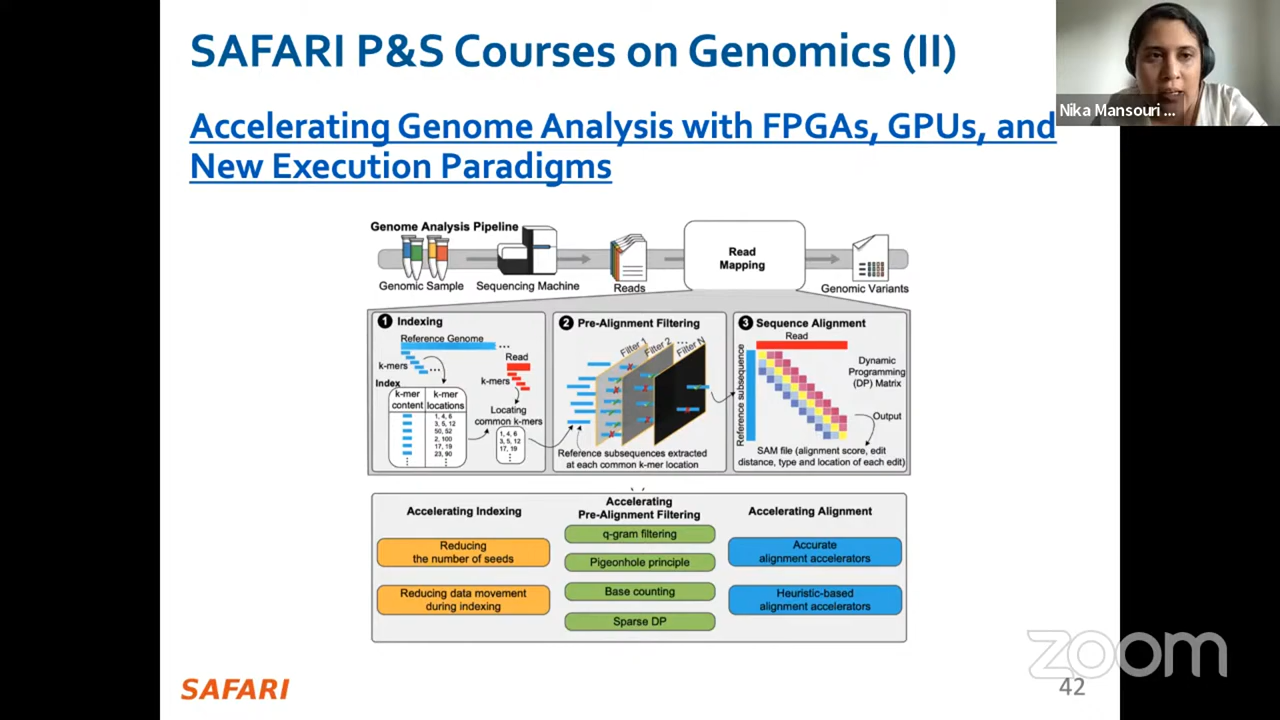 SAFARI P&S Courses on Genomics (II)
Nika Mansouri ...
Accelerating Genome Analysis with FPGAs, GPUs, and
New Execution Paradigms
Genome Analysis Pipeline
Genomic Sample
Sequencing Machine
Reads
Read
Mapping
Genomic Variants
1 Indexing
Reference Genome
...
k-mers
...
Read
k-mers
Index
k-mer
content
k-mer
locations
1, 4, 6
3, 5, 12
50, 52
2, 100
17, 19
23, 90
Locating
common k-mers
1, 4, 6
3, 5, 12
17, 19
2 Pre-Alignment Filtering
Filter 1
Filter 2
...
Filter N
Reference subsequences extracted
at each common k-mer location
3 Sequence Alignment
Read
Reference subsequence
Dynamic
Programming
(DP) Matrix
Output
SAM file (alignment score, edit
distance, type and location of each edit)
Accelerating Indexing
Reducing
the number of seeds
Reducing data movement
during indexing
Accelerating
Pre-Alignment Filtering
q-gram filtering
Pigeonhole principle
Base counting
Sparse DP
Accelerating Alignment
Accurate
alignment accelerators
Heuristic-based
alignment accelerators
zoom
SAFARI
42